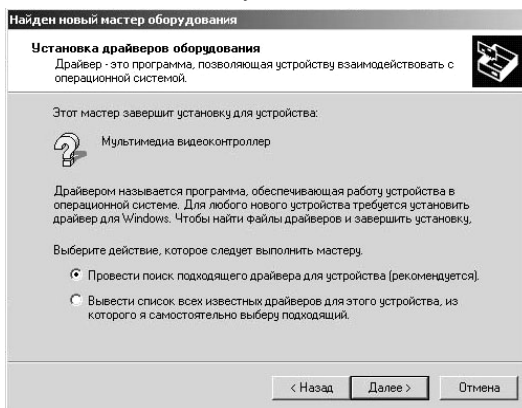 Найден новый мастер оборудования
Установка драйверов оборудования
Драйвер - это программа, позволяющая устройству взаимодействовать с
операционной системой.
Этот мастер завершит установку для устройства:
Мультимедиа видеоконтроллер
Драйвером называется программа, обеспечивающая работу устройства в
операционной системе. Для любого нового устройства требуется установить
драйвер для Windows. Чтобы найти файлы драйверов и завершить установку,
Выберите действие, которое следует выполнить мастеру.
Провести поиск подходящего драйвера для устройства (рекомендуется).
Вывести список всех известных драйверов для этого устройства, из
которого я самостоятельно выберу подходящий.
< Назад Далее > Отмена